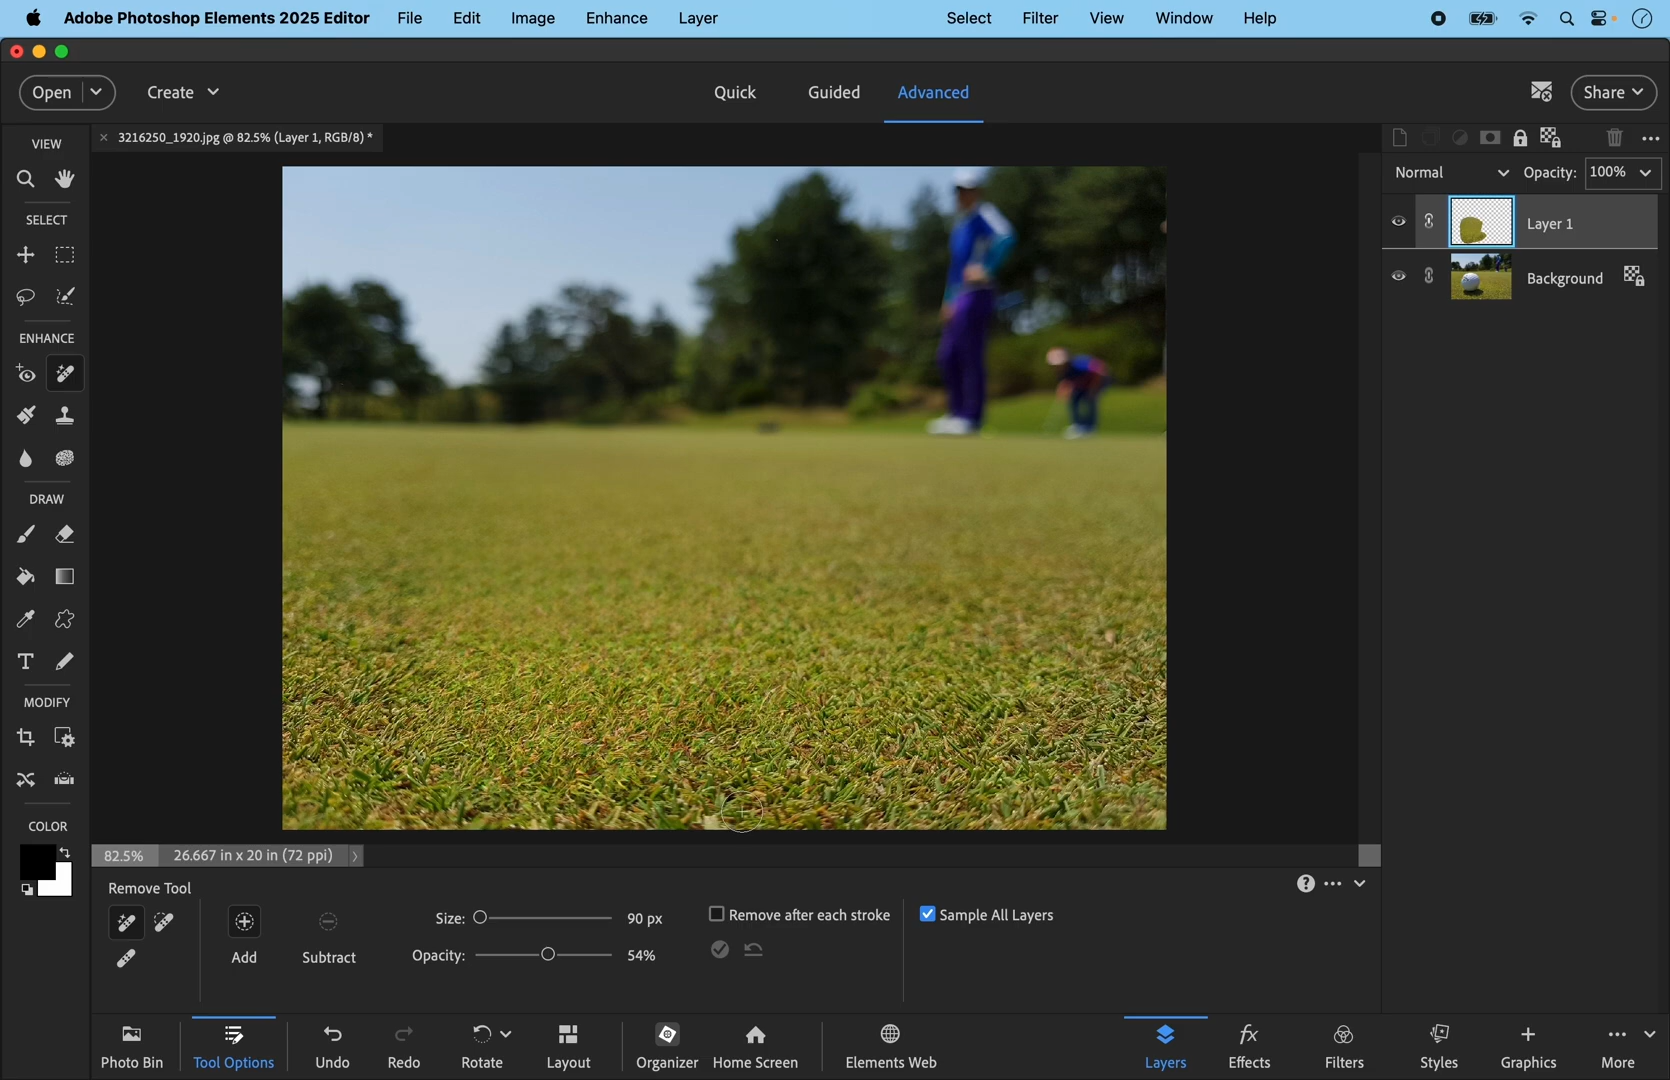 Adobe Photoshop Elements 2025 Editor File Edit Image Enhance Layer Select Filter View Window Help
Open Create Quick Guided Advanced Share
VIEW
× 3216250_1920.jpg @ 82.5% (Layer 1, RGB/8) *
Normal Opacity: 100%
SELECT
Layer 1
Background
ENHANCE
DRAW
T
MODIFY
COLOR
82.5% 26.667 in x 20 in (72 ppi) >
Remove Tool
Size: 90 px Remove after each stroke Sample All Layers
Add Subtract Opacity: 54%
Photo Bin Tool Options Undo Redo Rotate Layout Organizer Home Screen Elements Web Layers Effects Filters Styles Graphics More